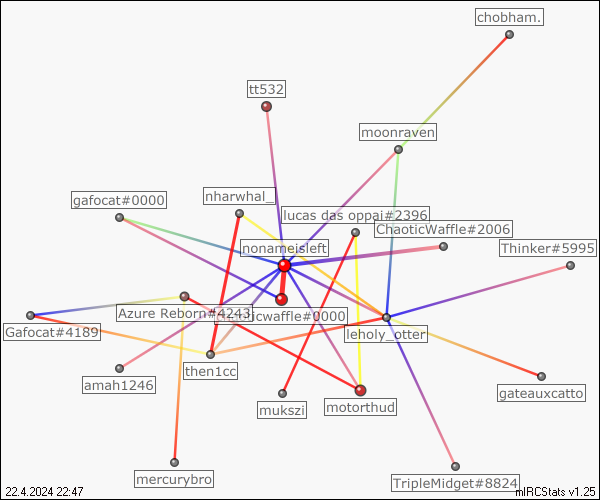 chobham.
tt532
moonraven
gafocat#0000
nharwhal_
lucas das oppai#2396
ChaoticWaffle#2006
nonameisleft
Thinker#5995
Azure Reborn#4243
Chaoticwaffle#0000
Gafocat#4189
leholy_otter
then1cc
amah1246
mukszi
motorthud
gateauxcatto
mercurybro
TripleMidget#8824
22.4.2024 22:47
mIRCStats v1.25